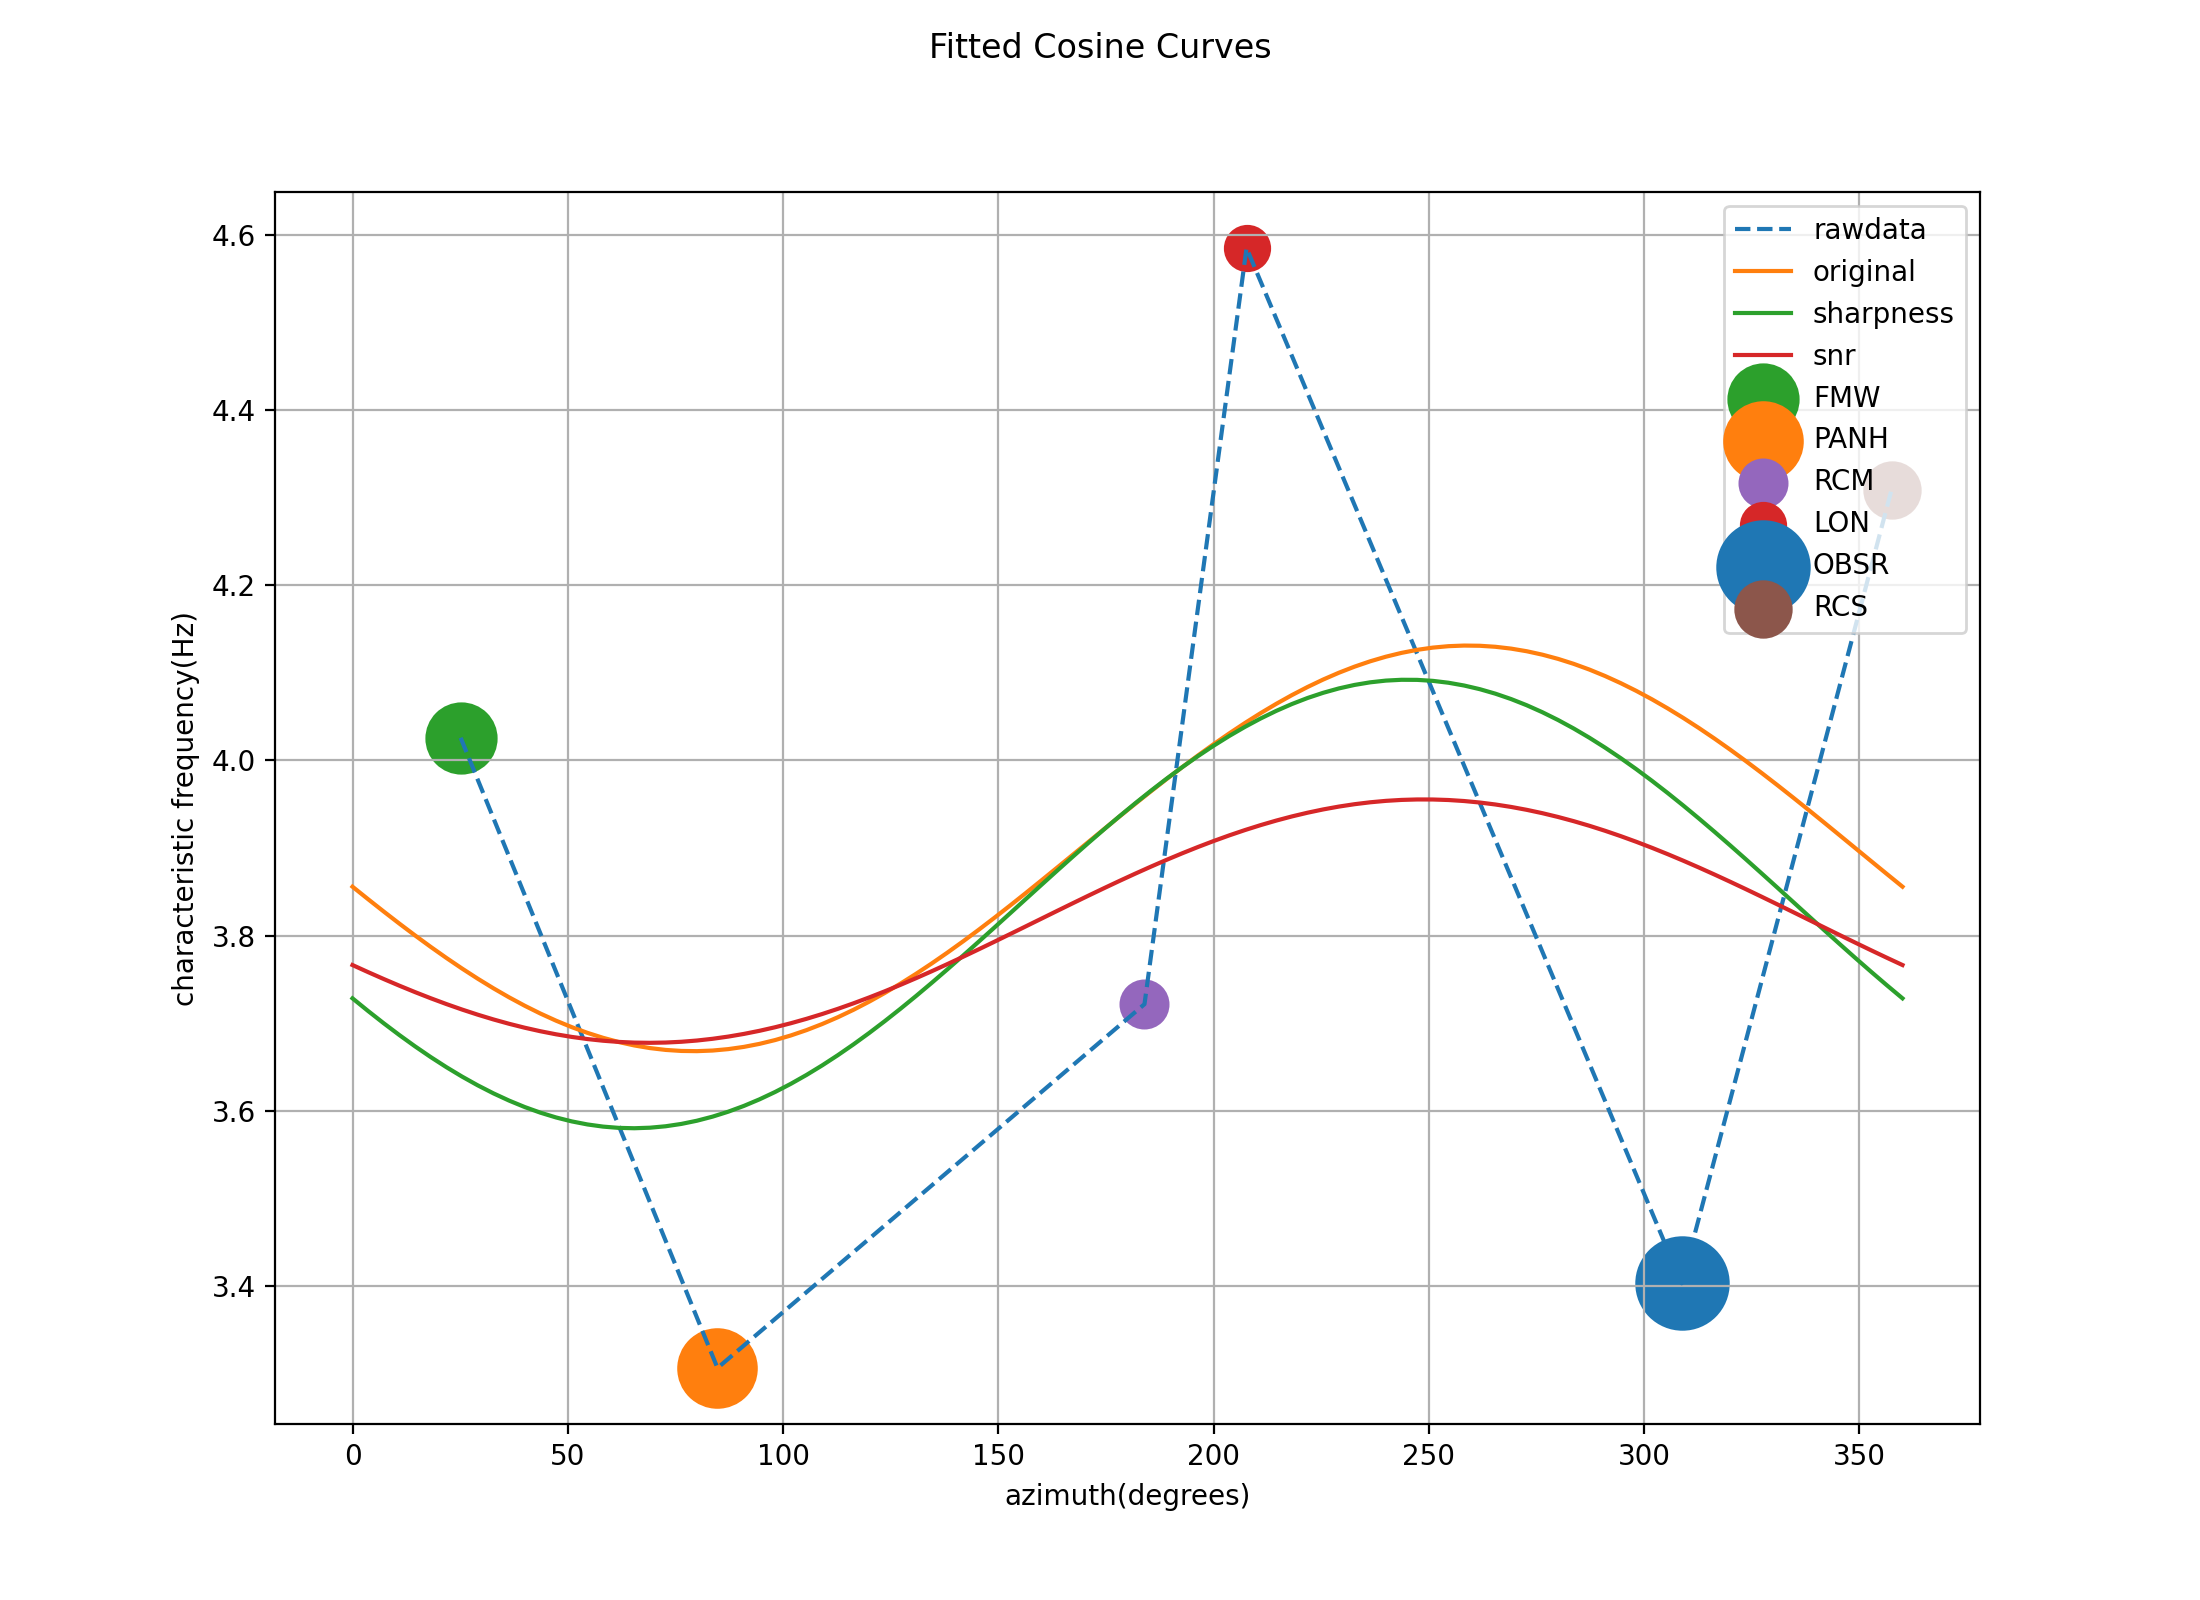 Fitted Cosine Curves
characteristic frequency(Hz)
4.6
4.4
4.2
4.0
3.8
3.6
3.4
rawdata
original
sharpness
snr
FMW
PANH
RCM
LON
OBSR
RCS
0 50 100 150 200 250 300 350
azimuth(degrees)